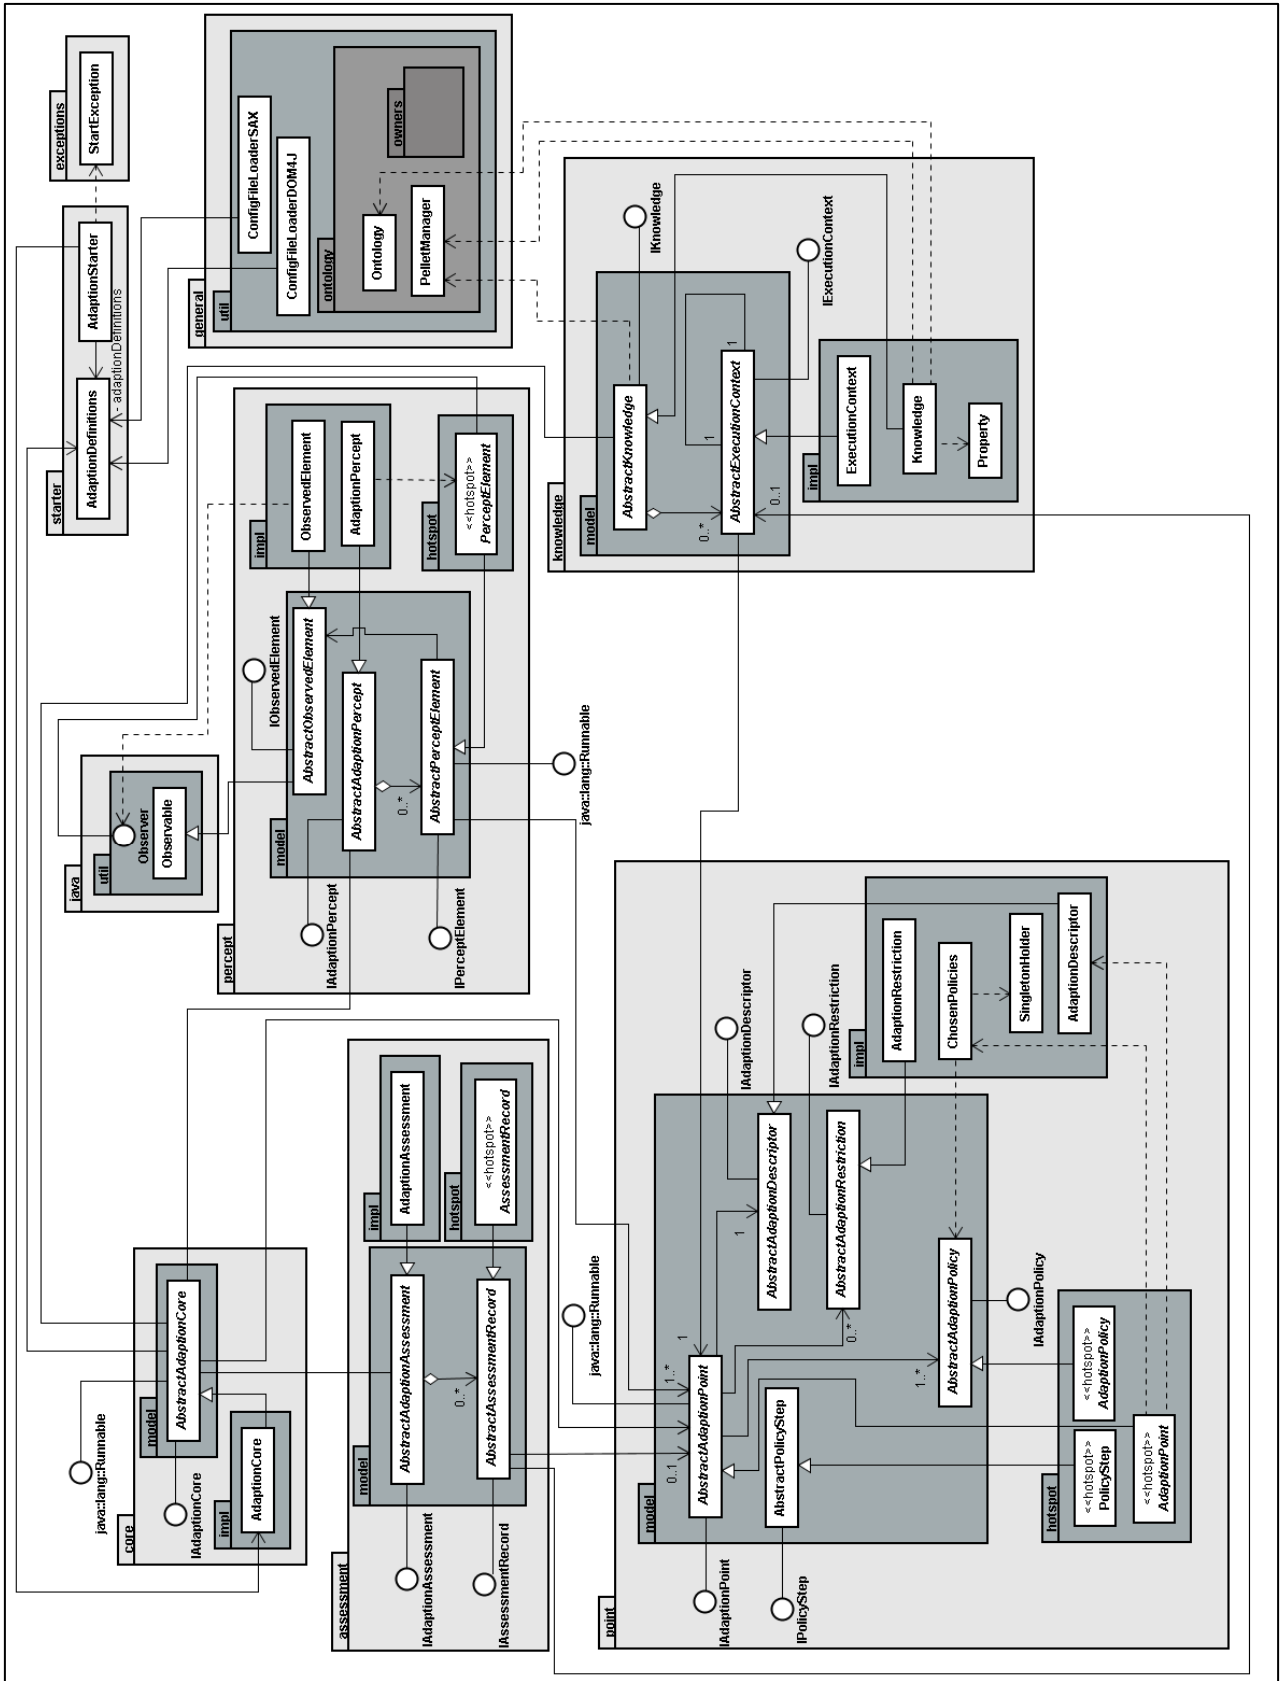 exceptions
StartException
starter
AdaptionStarter
AdaptionDefinitions
- adaptionDefinitions
general
util
ConfigFileLoaderSAX
ConfigFileLoaderDOM4J
ontology
owners
Ontology
PelletManager
java
util
Observer
Observable
percept
impl
ObservedElement
AdaptionPercept
hotspot
<<hotspot>>
PerceptElement
model
IObservedElement
AbstractObservedElement
AbstractAdaptionPercept
0..*
AbstractPerceptElement
IAdaptionPercept
IPerceptElement
java::lang::Runnable
knowledge
model
AbstractKnowledge
IKnowledge
0..*
AbstractExecutionContext
1
1
0..1
IExecutionContext
impl
ExecutionContext
Knowledge
Property
core
java::lang::Runnable
model
AbstractAdaptionCore
IAdaptionCore
impl
AdaptionCore
assessment
impl
AdaptionAssessment
hotspot
<<hotspot>>
AssessmentRecord
model
AbstractAdaptionAssessment
0..*
AbstractAssessmentRecord
IAdaptionAssessment
IAssessmentRecord
java::lang::Runnable
point
model
AbstractAdaptionPoint
0..1
1..*
1
IAdaptionPoint
AbstractPolicyStep
IPolicyStep
1
AbstractAdaptionDescriptor
IAdaptionDescriptor
0..*
AbstractAdaptionRestriction
IAdaptionRestriction
1..*
AbstractAdaptionPolicy
IAdaptionPolicy
impl
AdaptionRestriction
ChosenPolicies
SingletonHolder
AdaptionDescriptor
hotspot
<<hotspot>>
AdaptionPolicy
<<hotspot>>
PolicyStep
<<hotspot>>
AdaptionPoint